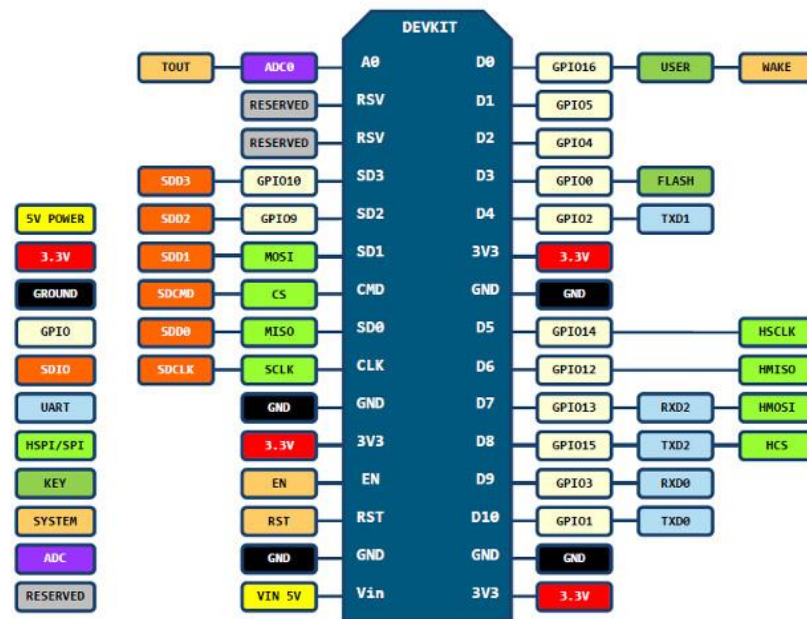 DEVKIT
TOUT ADC0 A0 D0 GPIO16 USER WAKE
RESERVED RSV D1 GPIO5
RESERVED RSV D2 GPIO4
SDD3 GPIO10 SD3 D3 GPIO0 FLASH
5V POWER SDD2 GPIO9 SD2 D4 GPIO2 TXD1
3.3V SDD1 MOSI SD1 3V3 3.3V
GROUND SDCMD CS CMD GND GND
GPIO SDD0 MISO SD0 D5 GPIO14 HSCLK
SDIO SDCLK SCLK CLK D6 GPIO12 HMISO
UART GND GND D7 GPIO13 RXD2 HMOSI
HSPI/SPI 3.3V 3V3 D8 GPIO15 TXD2 HCS
KEY EN EN D9 GPIO3 RXD0
SYSTEM RST RST D10 GPIO1 TXD0
ADC GND GND GND GND
RESERVED VIN 5V Vin 3V3 3.3V